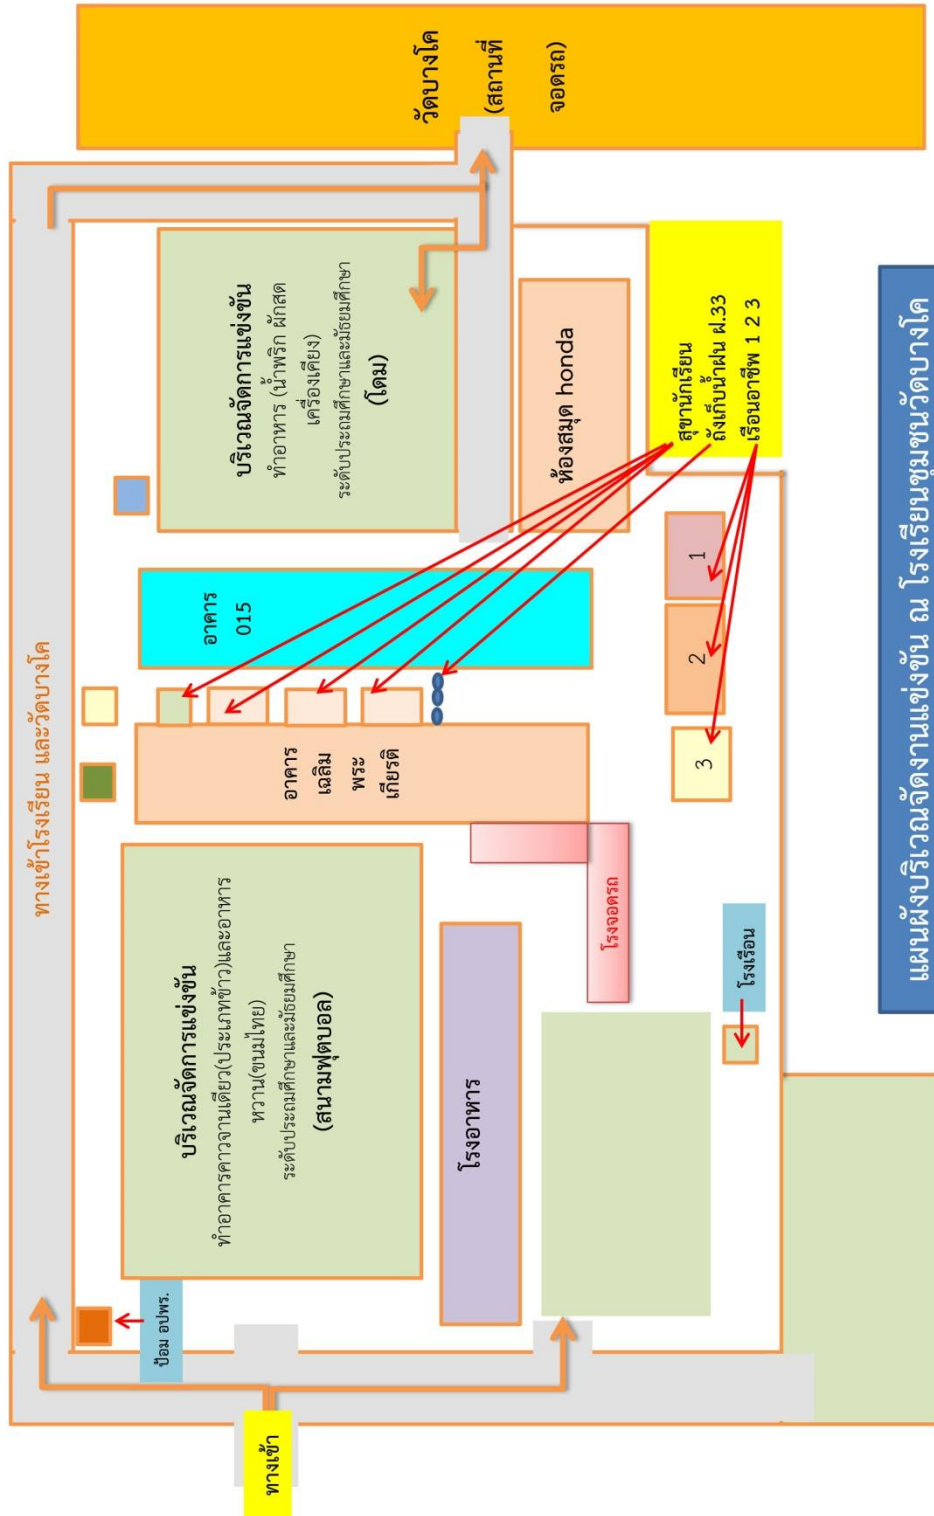 ทางเข้าโรงเรียน และวัดบางโค
ทางเข้า
ป้อม อปพร.
บริเวณจัดการแข่งขัน
ทำอาคารคาวจานเดียว(ประเภทข้าว)และอาหาร
หวาน(ขนมไทย)
ระดับประถมศึกษาและมัธยมศึกษา
(สนามฟุตบอล)
โรงอาหาร
โรงจอดรถ
โรงเรือน
อาคาร
เฉลิม
พระ
เกียรติ
อาคาร
015
บริเวณจัดการแข่งขัน
ทำอาหาร (น้ำพริก ผักสด
เครื่องเคียง)
ระดับประถมศึกษาและมัธยมศึกษา
(โดม)
ห้องสมุด honda
สุขานักเรียน
ถังเก็บน้ำฝน ฝ.33
เรือนอาชีพ 1 2 3
3
2
1
วัดบางโค
(สถานที่
จอดรถ)
แผนผังบริเวณจัดงานแข่งขัน ณ โรงเรียนชุมชนวัดบางโค